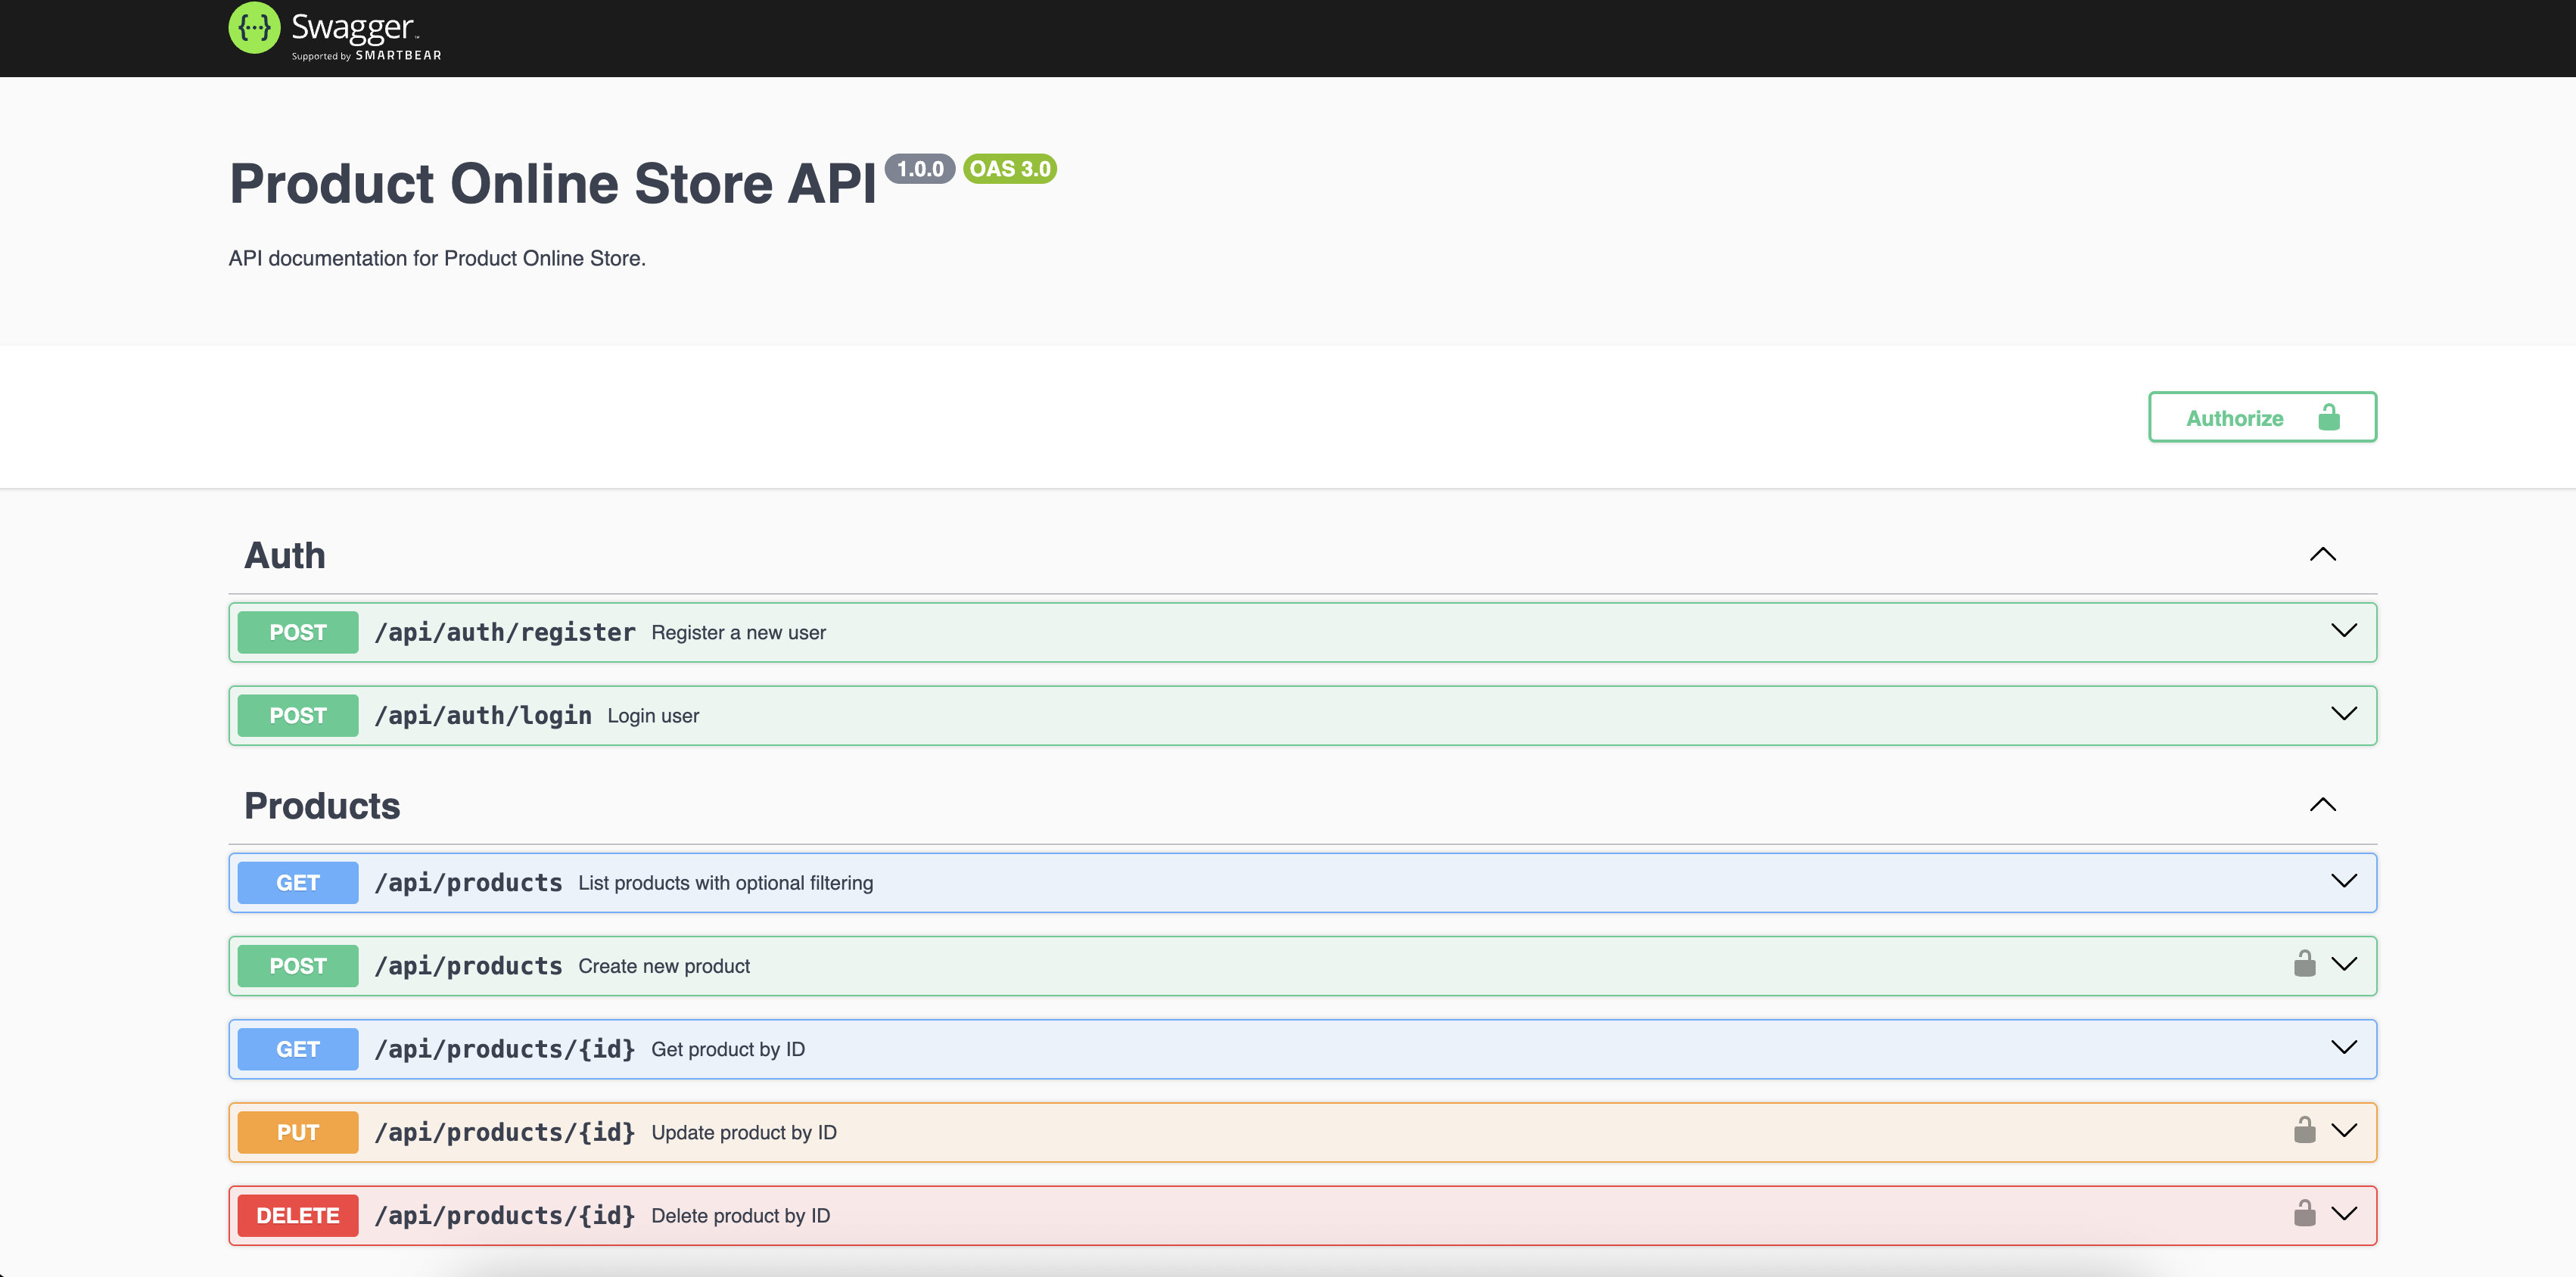 {...} Swagger
Supported by SMARTBEAR
Product Online Store API 1.0.0 OAS 3.0
API documentation for Product Online Store.
Authorize
Auth
POST /api/auth/register Register a new user
POST /api/auth/login Login user
Products
GET /api/products List products with optional filtering
POST /api/products Create new product
GET /api/products/{id} Get product by ID
PUT /api/products/{id} Update product by ID
DELETE /api/products/{id} Delete product by ID